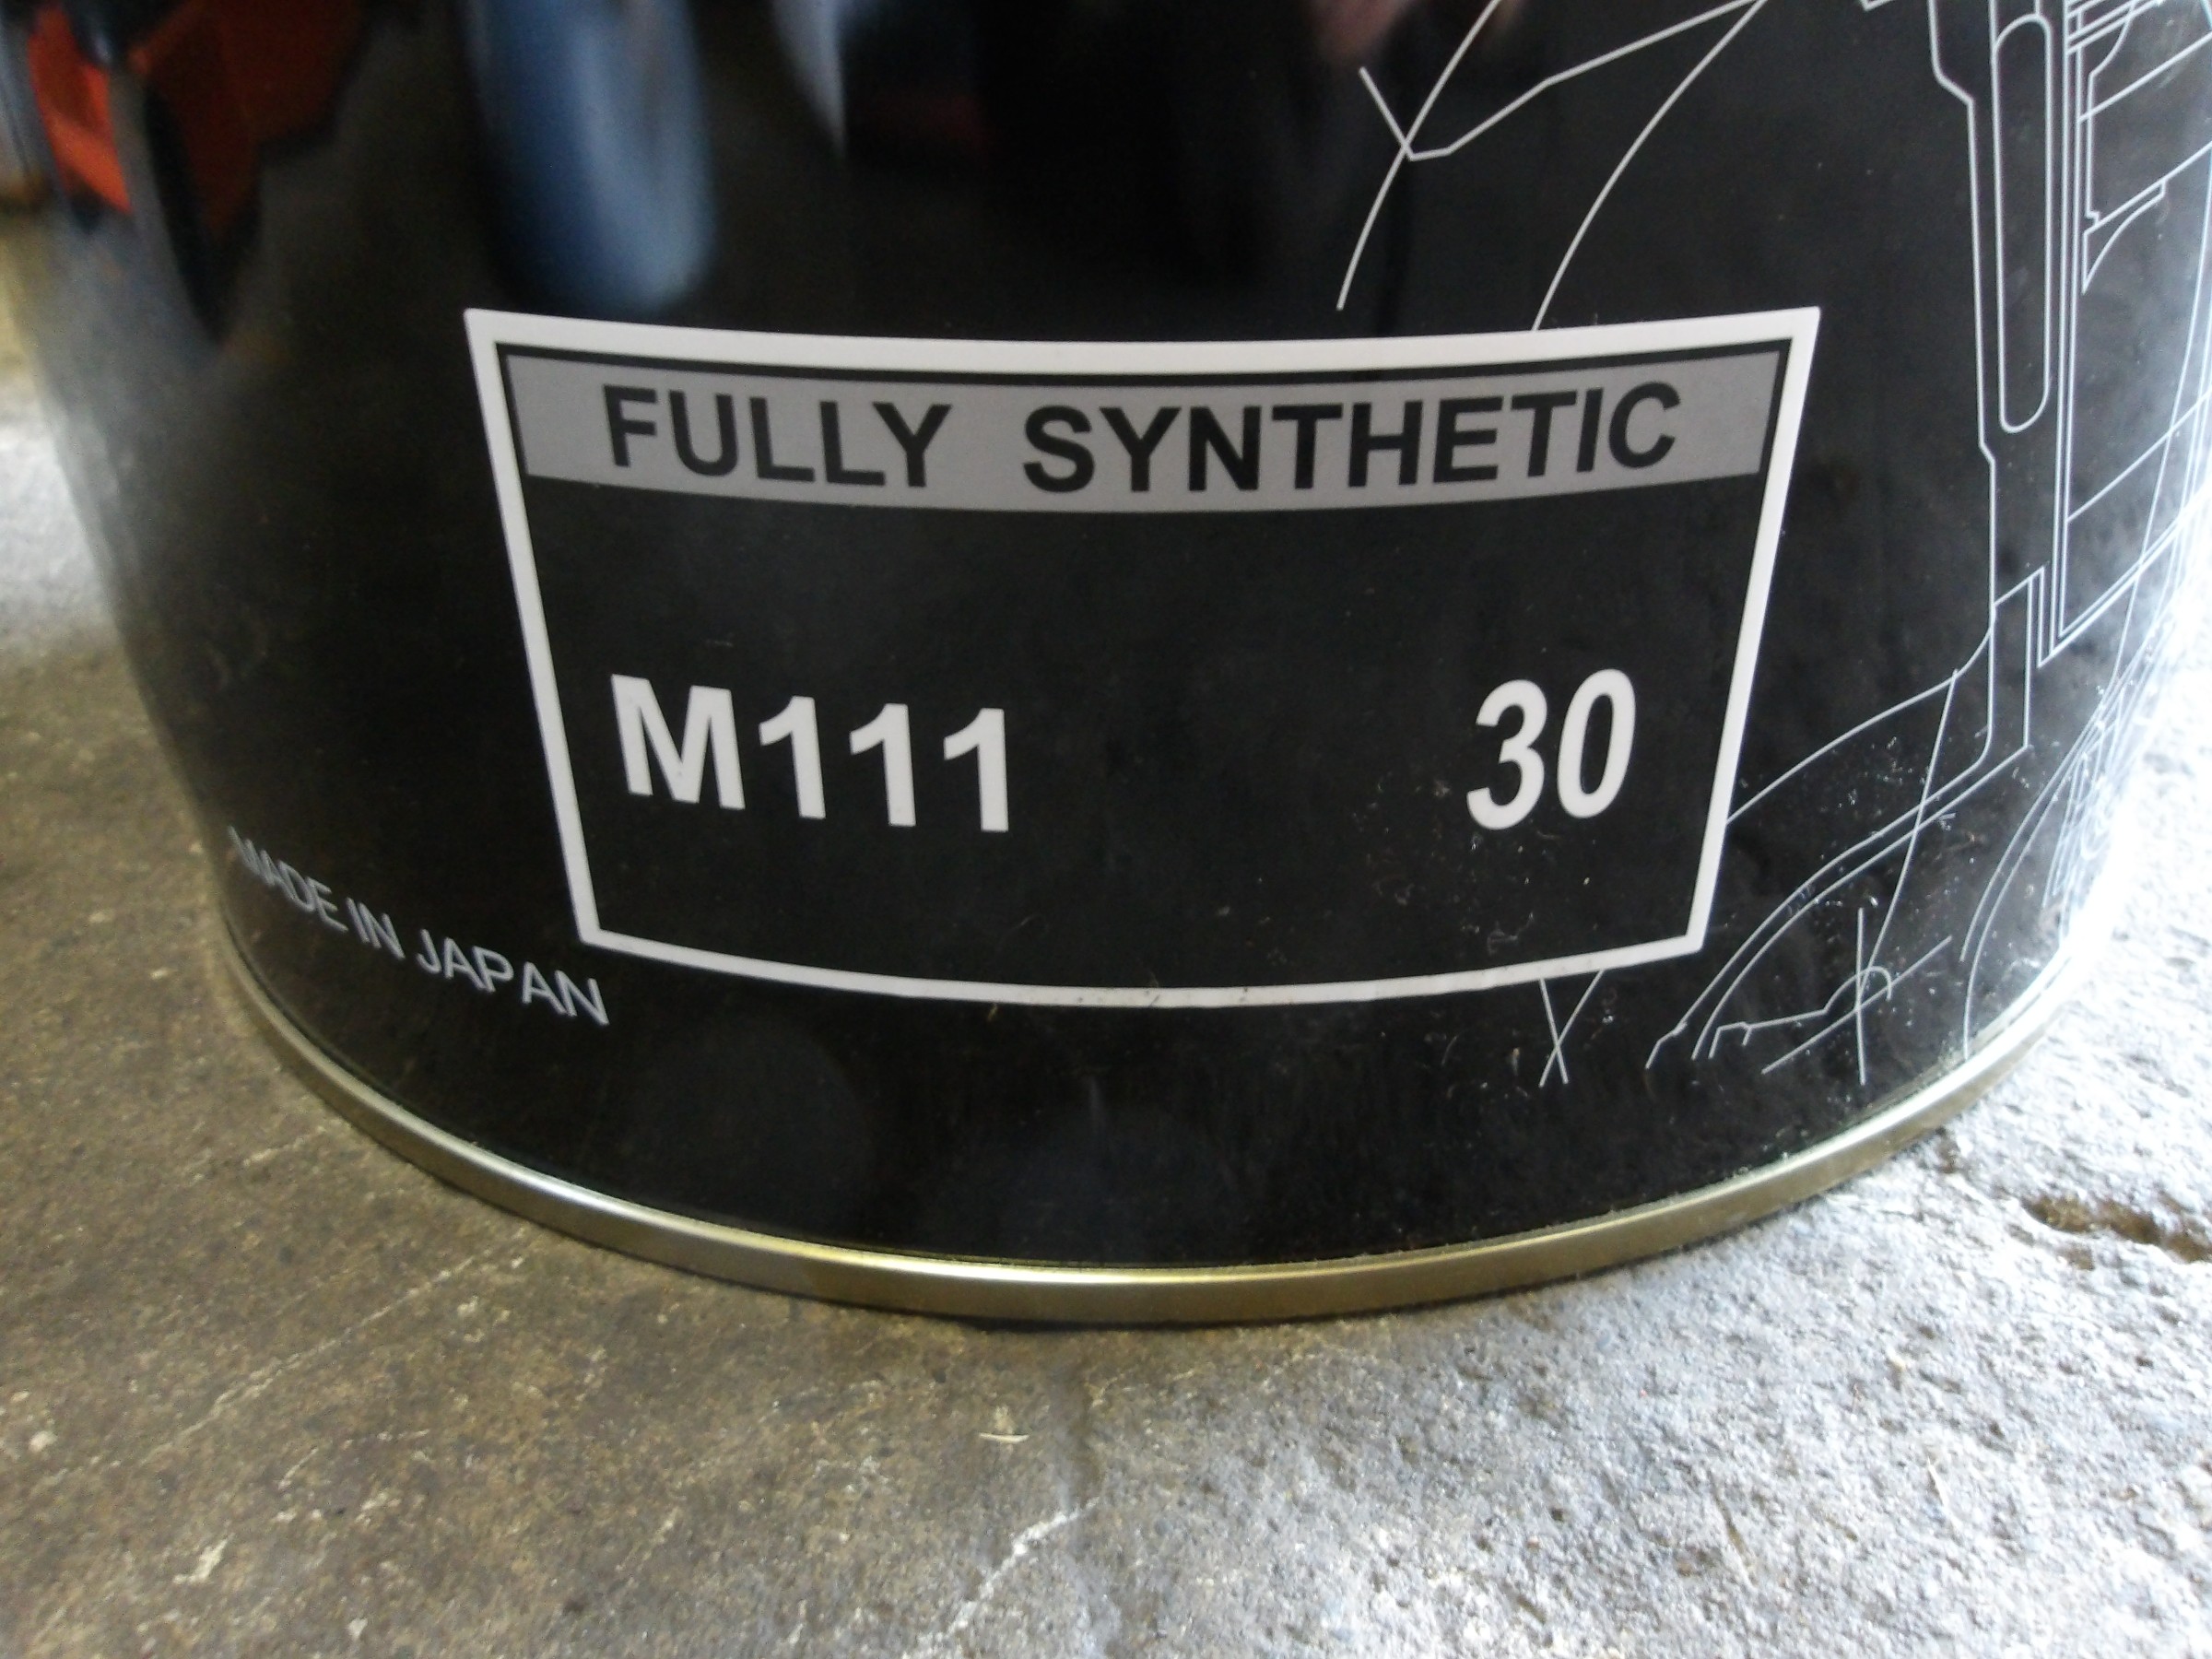 FULLY SYNTHETIC
M111 30
MADE IN JAPAN